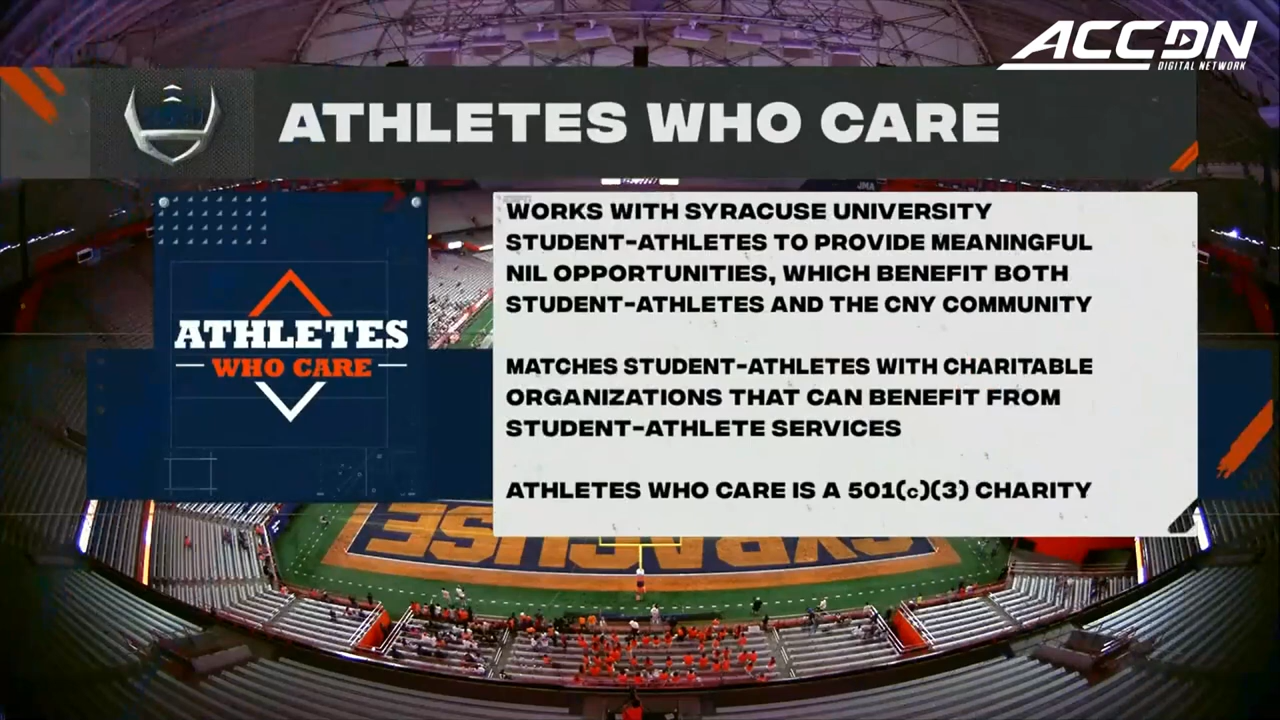 ACCDN
DIGITAL NETWORK
ATHLETES WHO CARE
JMA
WORKS WITH SYRACUSE UNIVERSITY
STUDENT-ATHLETES TO PROVIDE MEANINGFUL
NIL OPPORTUNITIES, WHICH BENEFIT BOTH
STUDENT-ATHLETES AND THE CNY COMMUNITY
MATCHES STUDENT-ATHLETES WITH CHARITABLE
ORGANIZATIONS THAT CAN BENEFIT FROM
STUDENT-ATHLETE SERVICES
ATHLETES WHO CARE IS A 501(c)(3) CHARITY
ATHLETES
WHO CARE
SYRACUSE